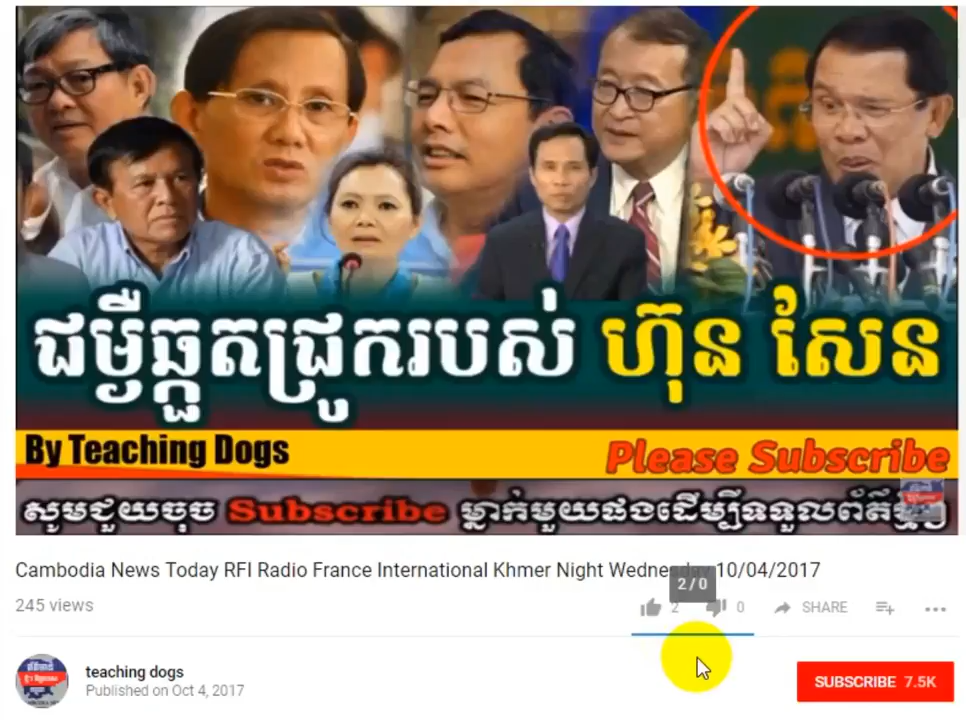 ជម្ងឺឆ្កួតជ្រូករបស់ ហ៊ុន សែន
By Teaching Dogs
Please Subscribe
សូមជួយចុច Subscribe ម្នាក់មួយផងដើម្បីទទួលព័ត៌
Cambodia News Today RFI Radio France International Khmer Night Wednesday 10/04/2017
2/0
245 views
2 0 SHARE
teaching dogs
Published on Oct 4, 2017
SUBSCRIBE 7.5K